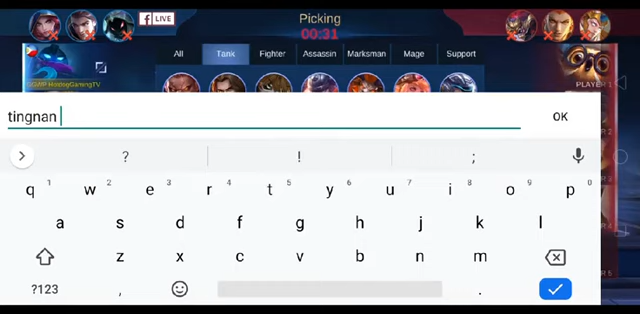 f LIVE
Picking
00:31
All Tank Fighter Assassin Marksman Mage Support
HotdogGamingTV
PLAYER 1
tingnan
OK
? ! ;
q 1 w 2 e 3 r 4 t 5 y 6 u 7 i 8 o 9 p 0
a s d f g h j k l
z x c v b n m
?123 , .